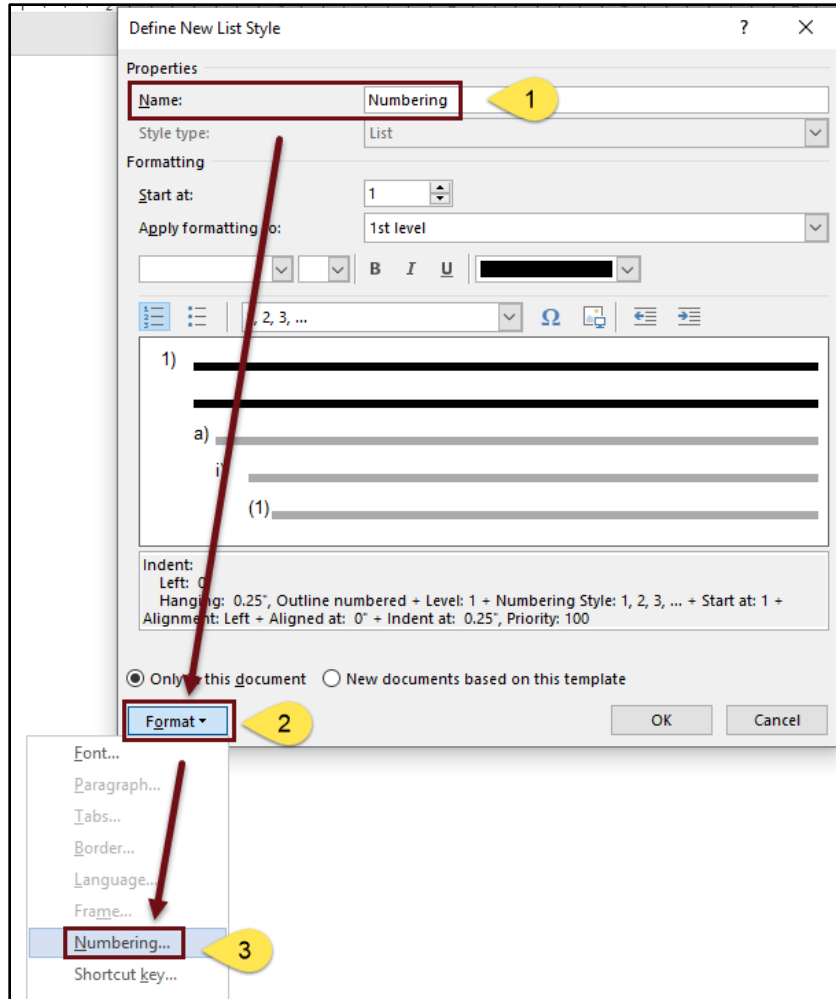 Define New List Style ?
Properties
Name: Numbering 1
Style type: List
Formatting
Start at: 1
Apply formatting to: 1st level
B I U
, 2, 3, ... Ω
1)
a)
i)
(1)
Indent:
Left: 0
Hanging: 0.25", Outline numbered + Level: 1 + Numbering Style: 1, 2, 3, ... + Start at: 1 +
Alignment: Left + Aligned at: 0" + Indent at: 0.25", Priority: 100
Only this document New documents based on this template
Format 2 OK Cancel
Font...
Paragraph...
Tabs...
Border...
Language...
Frame...
Numbering... 3
Shortcut key...